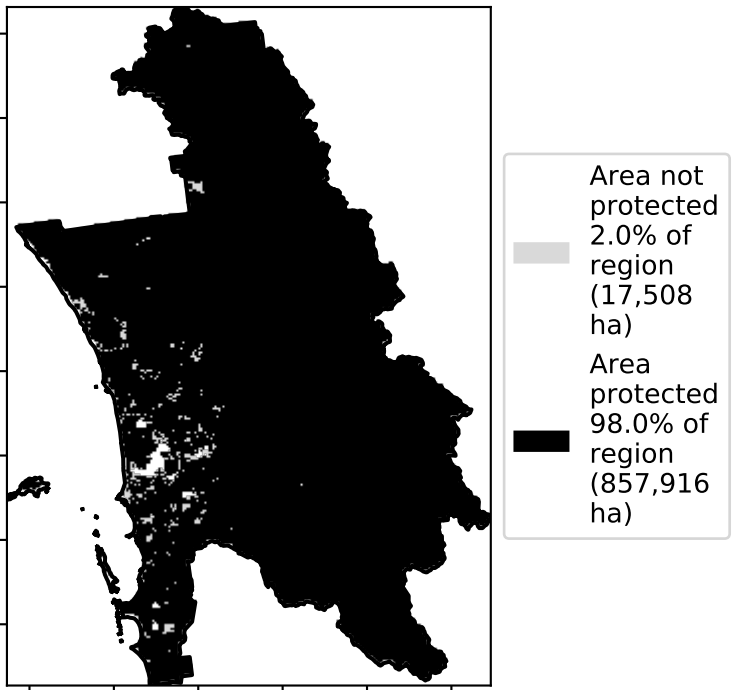 Area not
protected
2.0% of
region
(17,508
ha)
Area
protected
98.0% of
region
(857,916
ha)